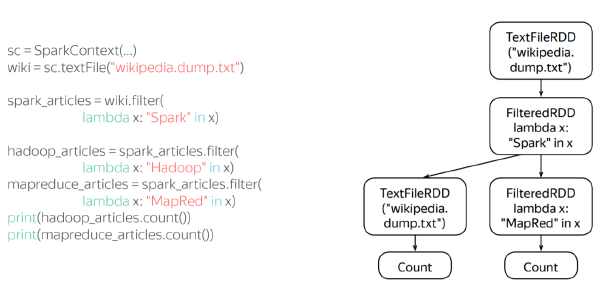 sc = SparkContext(...)
wiki = sc.textFile("wikipedia.dump.txt")
spark_articles = wiki.filter(
lambda x: "Spark" in x)
hadoop_articles = spark_articles.filter(
lambda x: "Hadoop" in x)
mapreduce_articles = spark_articles.filter(
lambda x: "MapRed" in x)
print(hadoop_articles.count())
print(mapreduce_articles.count())
TextFileRDD
("wikipedia.
dump.txt")
FilteredRDD
lambda x:
"Spark" in x
TextFileRDD
("wikipedia.
dump.txt")
FilteredRDD
lambda x:
"MapRed" in x
Count
Count